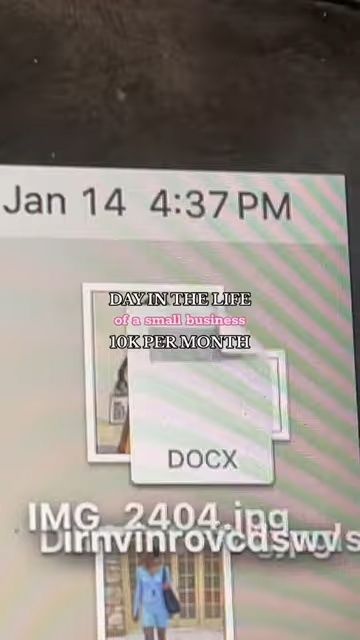 Jan 14 4:37 PM
DAY IN THE LIFE
of a small business
10K PER MONTH
DOCX
IMG_2404.jpg